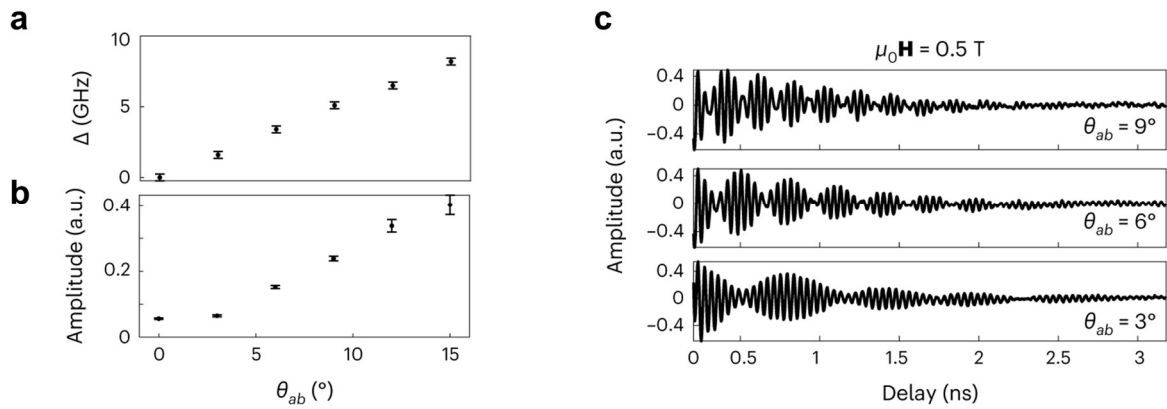 a
10
5
0
Δ (GHz)
b
0.4
0.2
0
Amplitude (a.u.)
0 5 10 15
θab (°)
c
μ0H = 0.5 T
0.4
0
−0.4
θab = 9°
0.4
0
−0.4
θab = 6°
0.4
0
−0.4
θab = 3°
Amplitude (a.u.)
0 0.5 1 1.5 2 2.5 3
Delay (ns)